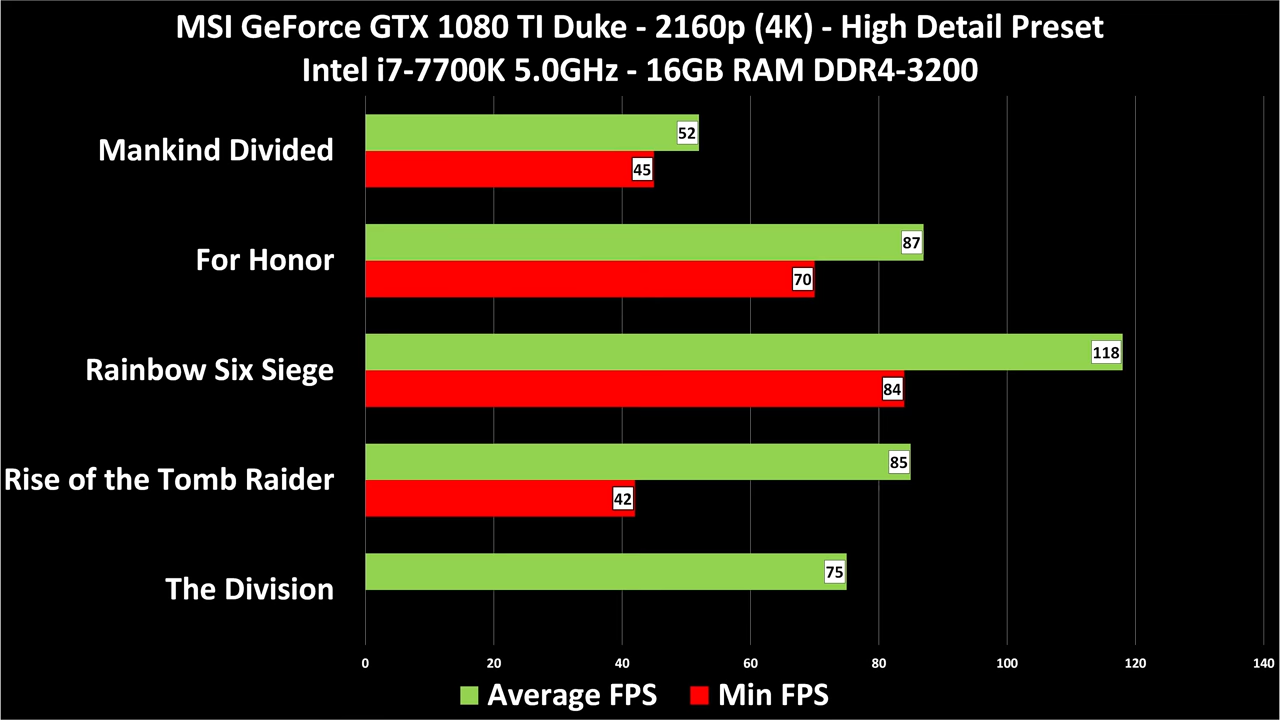 MSI GeForce GTX 1080 TI Duke - 2160p (4K) - High Detail Preset
Intel i7-7700K 5.0GHz - 16GB RAM DDR4-3200
Mankind Divided
52
45
For Honor
87
70
Rainbow Six Siege
118
84
Rise of the Tomb Raider
85
42
The Division
75
0 20 40 60 80 100 120 140
Average FPS Min FPS